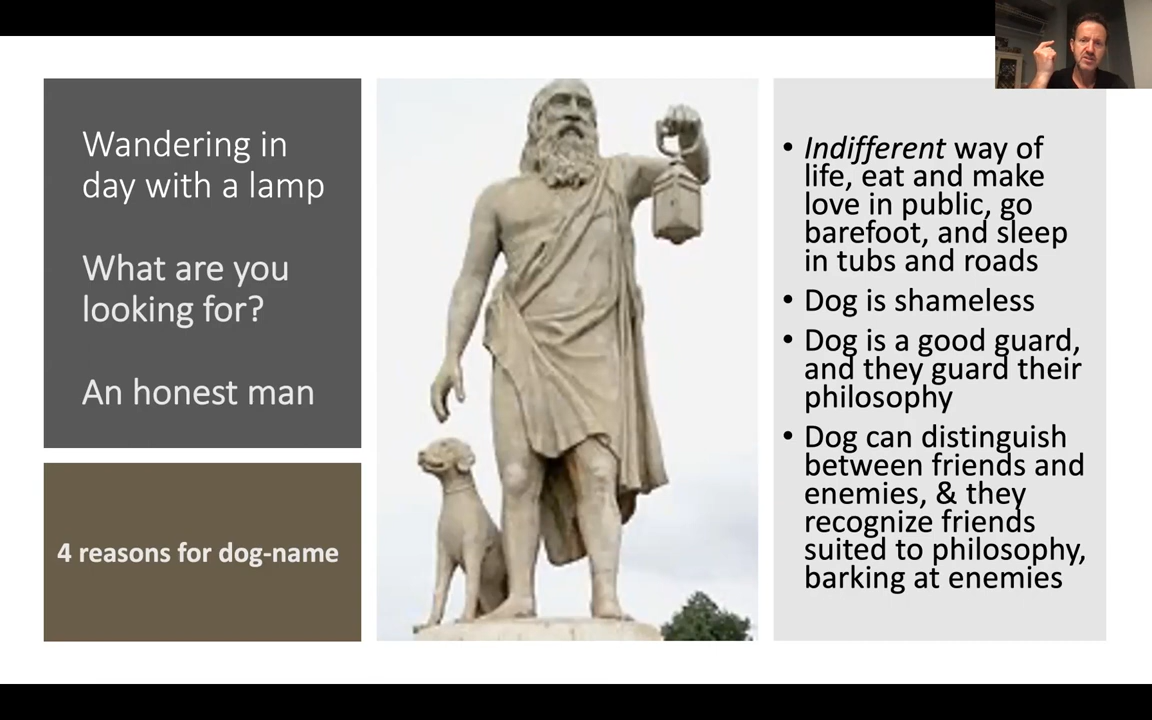 Wandering in
day with a lamp
What are you
looking for?
An honest man
4 reasons for dog-name
• Indifferent way of
life, eat and make
love in public, go
barefoot, and sleep
in tubs and roads
• Dog is shameless
• Dog is a good guard,
and they guard their
philosophy
• Dog can distinguish
between friends and
enemies, & they
recognize friends
suited to philosophy,
barking at enemies